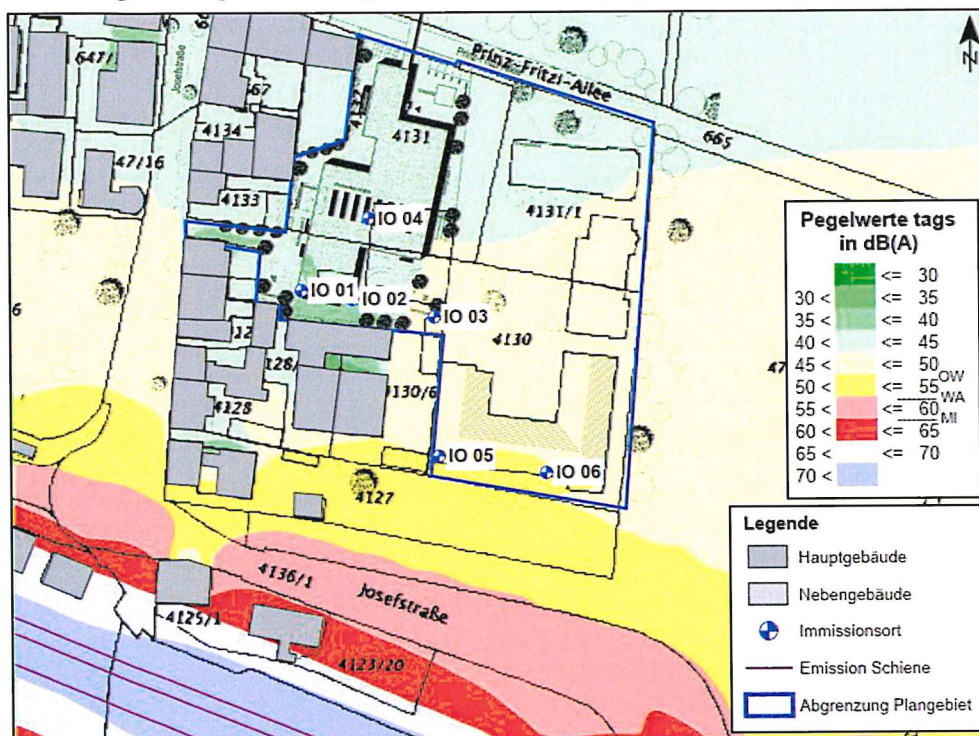 647/
Josefstraße
667
Prinz-Fritzi-Allee
4132
4131
665
47/16
4134
4133
4131/1
IO 04
IO 01
IO 02
IO 03
4130
47
128/
4130/6
4128
IO 05
IO 06
4127
4136/1
Josefstraße
4125/1
4123/20
N
Pegelwerte tags
in dB(A)
<= 30
30 < <= 35
35 < <= 40
40 < <= 45
45 < <= 50
50 < <= 55 OW
55 < <= 60 WA
60 < <= 65 MI
65 < <= 70
70 <
Legende
Hauptgebäude
Nebengebäude
Immissionsort
Emission Schiene
Abgrenzung Plangebiet